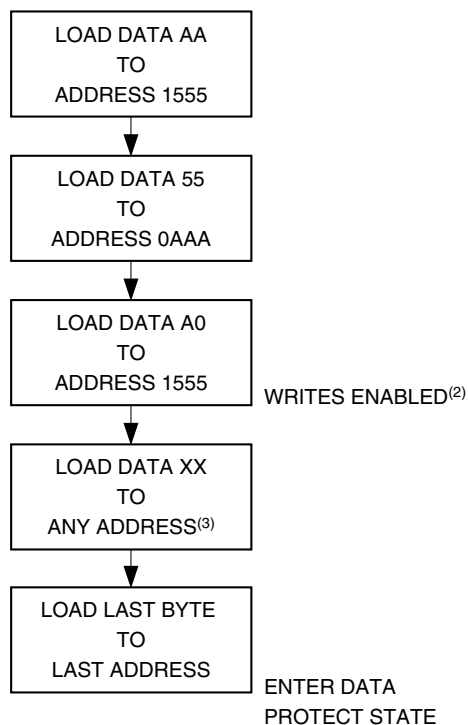 LOAD DATA AA
TO
ADDRESS 1555
LOAD DATA 55
TO
ADDRESS 0AAA
LOAD DATA A0
TO
ADDRESS 1555
WRITES ENABLED(2)
LOAD DATA XX
TO
ANY ADDRESS(3)
LOAD LAST BYTE
TO
LAST ADDRESS
ENTER DATA
PROTECT STATE